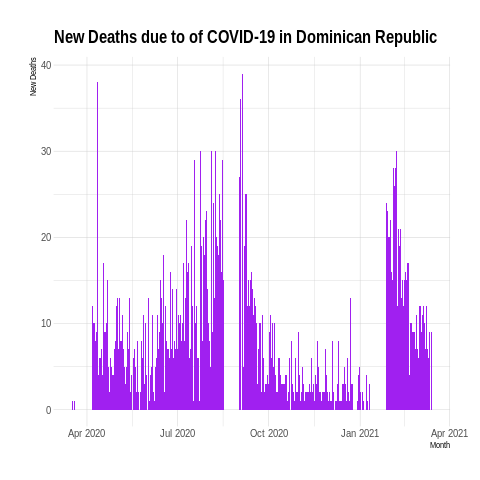 New Deaths due to of COVID-19 in Dominican Republic
New Deaths
40
30
20
10
0
Apr 2020 Jul 2020 Oct 2020 Jan 2021 Apr 2021
Month